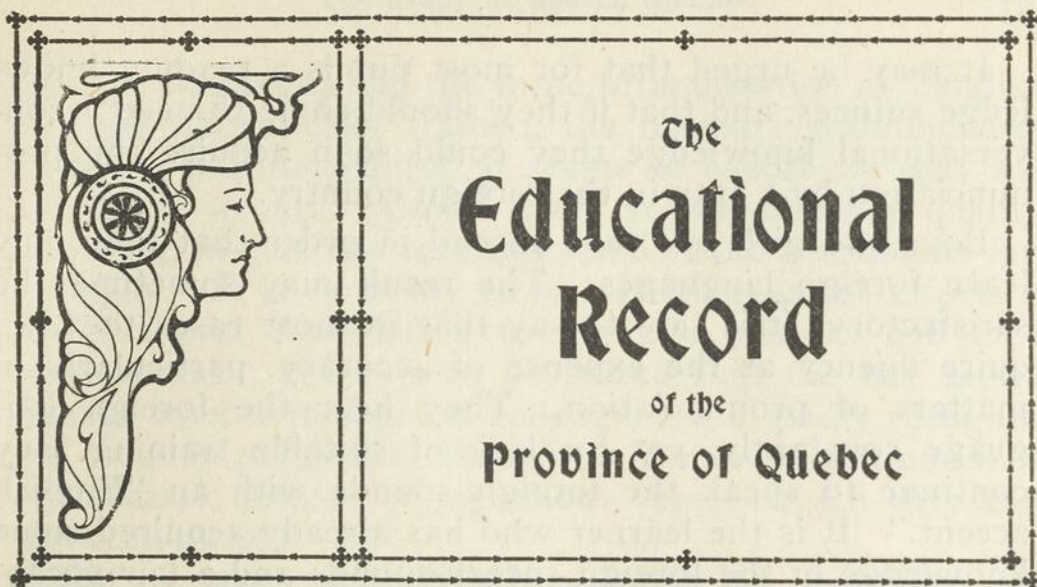 The
Educational
Record
of the
Province of Quebec